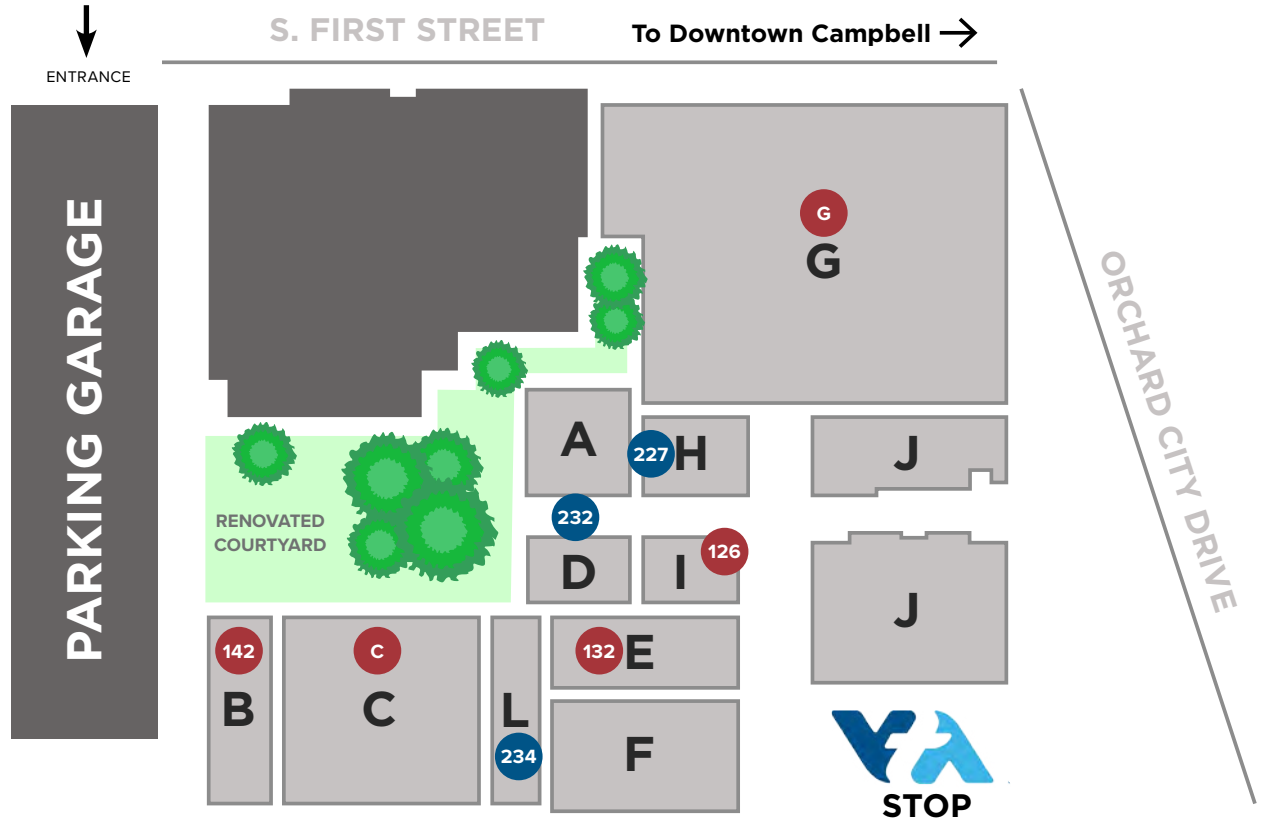 S. FIRST STREET
To Downtown Campbell
ENTRANCE
PARKING GARAGE
G
G
ORCHARD CITY DRIVE
A
227
H
J
232
RENOVATED
COURTYARD
D
I
126
J
142
B
C
C
L
234
132
E
F
VTA
STOP